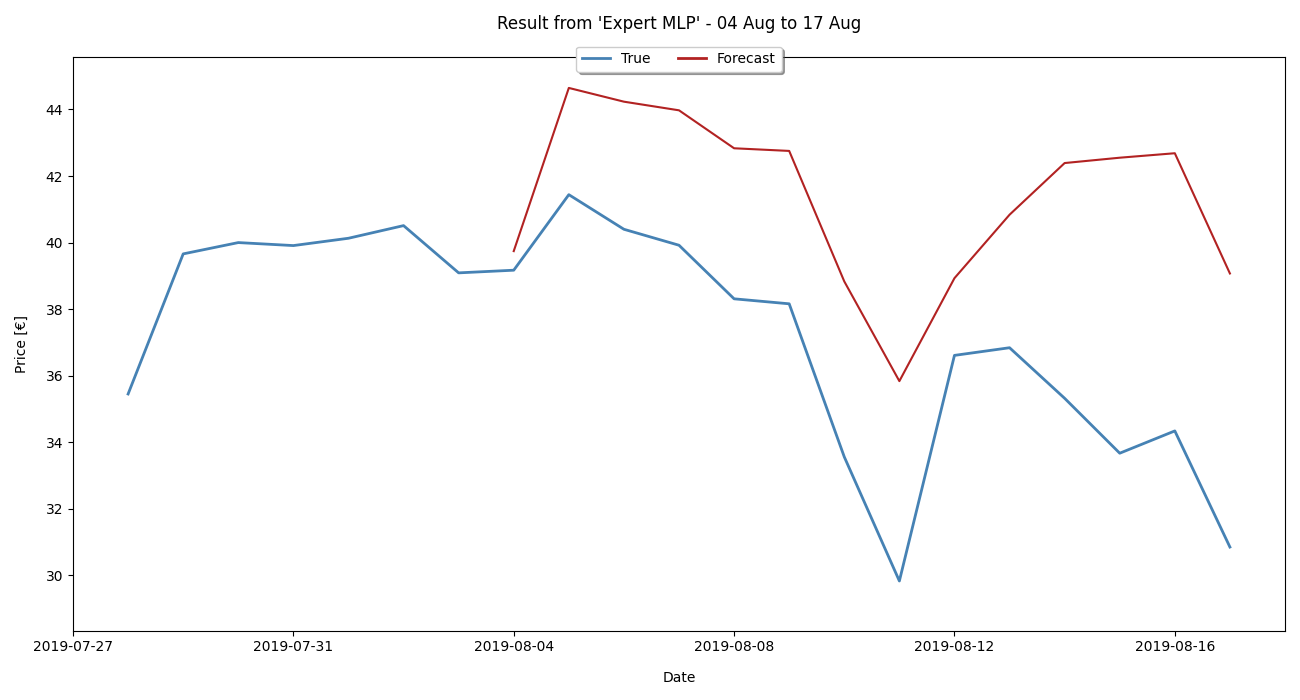 Result from 'Expert MLP' - 04 Aug to 17 Aug
True Forecast
44
42
40
38
36
34
32
30
Price [€]
2019-07-27 2019-07-31 2019-08-04 2019-08-08 2019-08-12 2019-08-16
Date